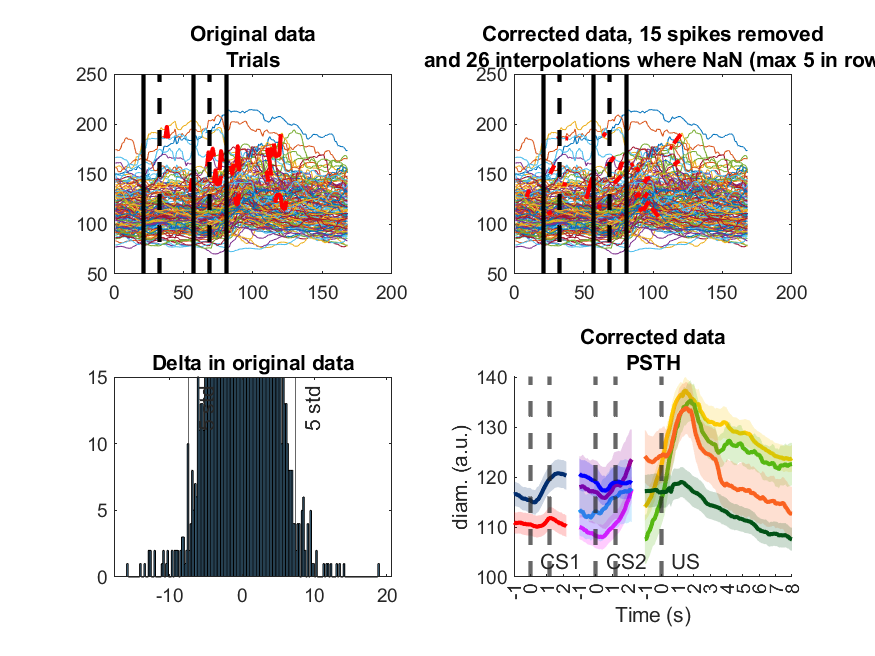 Original data
Trials
250
200
150
100
50
0
50
100
150
200
Corrected data, 15 spikes removed
and 26 interpolations where NaN (max 5 in row
250
200
150
100
50
0
50
100
150
200
Delta in original data
15
10
5
0
-10
0
10
20
5 std
Corrected data
PSTH
140
130
120
110
100
diam. (a.u.)
CS1
CS2
US
-1 0 1 2 -1 0 1 2 -1 0 1 2 3 4 5 6 7 8
Time (s)